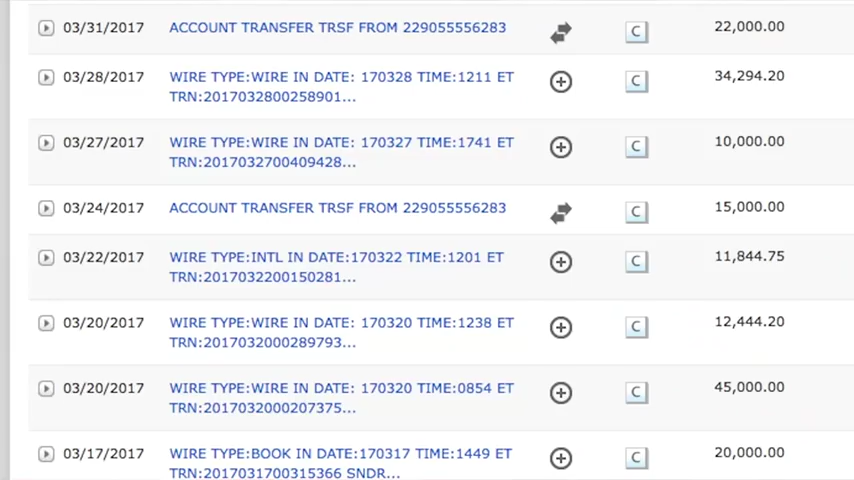 03/31/2017 ACCOUNT TRANSFER TRSF FROM 229055556283 C 22,000.00
03/28/2017 WIRE TYPE:WIRE IN DATE: 170328 TIME:1211 ET C 34,294.20
TRN:2017032800258901...
03/27/2017 WIRE TYPE:WIRE IN DATE: 170327 TIME:1741 ET C 10,000.00
TRN:2017032700409428...
03/24/2017 ACCOUNT TRANSFER TRSF FROM 229055556283 C 15,000.00
03/22/2017 WIRE TYPE:INTL IN DATE:170322 TIME:1201 ET C 11,844.75
TRN:2017032200150281...
03/20/2017 WIRE TYPE:WIRE IN DATE: 170320 TIME:1238 ET C 12,444.20
TRN:2017032000289793...
03/20/2017 WIRE TYPE:WIRE IN DATE: 170320 TIME:0854 ET C 45,000.00
TRN:2017032000207375...
03/17/2017 WIRE TYPE:BOOK IN DATE:170317 TIME:1449 ET C 20,000.00
TRN:2017031700315366 SNDR...